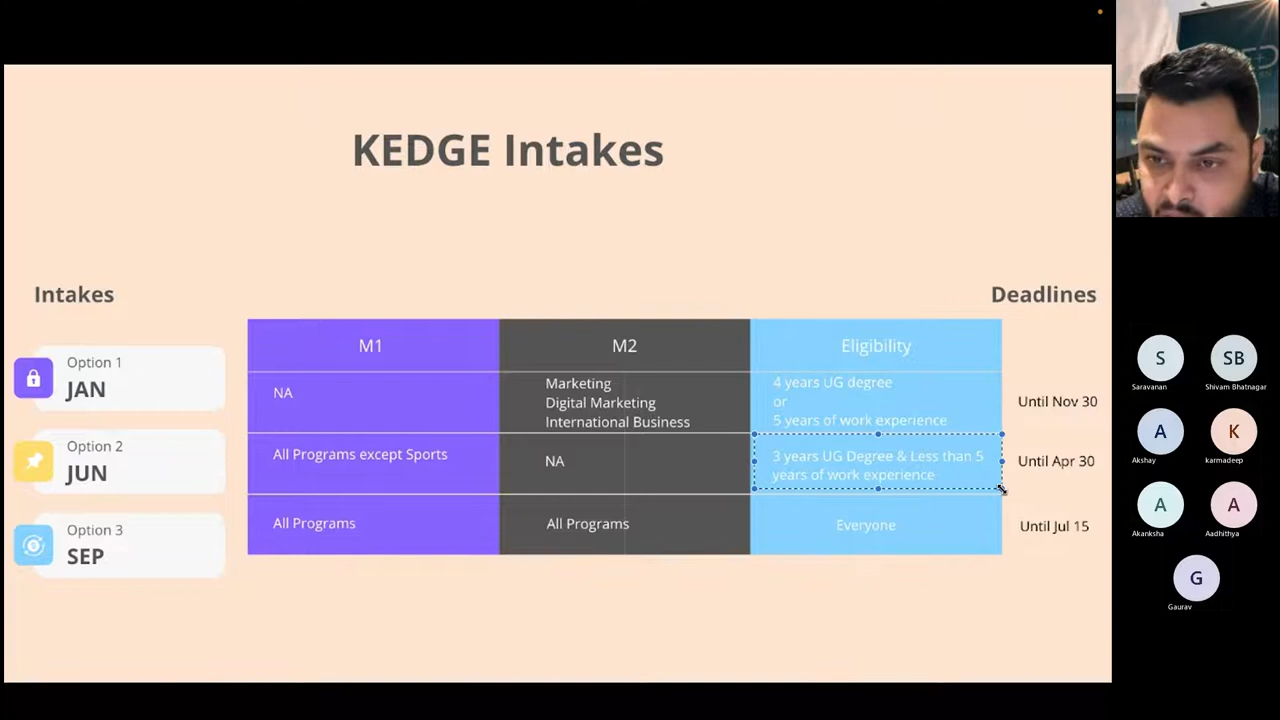 KEDGE Intakes
Intakes
Deadlines
M1
M2
Eligibility
Option 1
JAN
NA
Marketing
Digital Marketing
International Business
4 years UG degree
or
5 years of work experience
Until Nov 30
Option 2
JUN
All Programs except Sports
NA
3 years UG Degree & Less than 5
years of work experience
Until Apr 30
Option 3
SEP
All Programs
All Programs
Everyone
Until Jul 15
S
Saravanan
SB
Shivam Bhatnagar
A
Akshay
K
karmadeep
A
Akanksha
A
Aadhithya
G
Gaurav